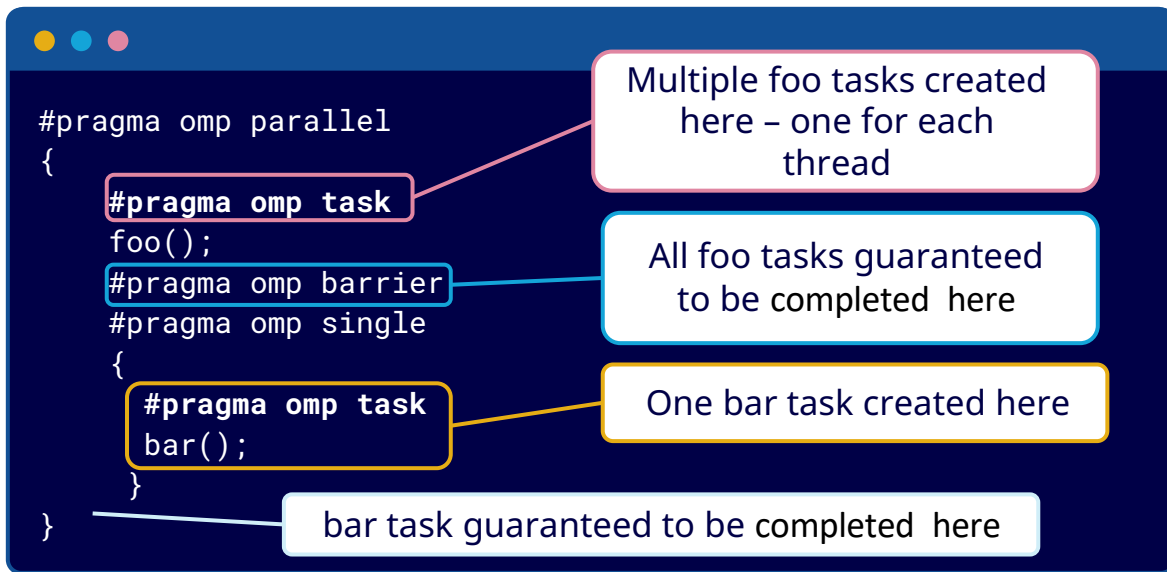 Multiple foo tasks created
here – one for each
thread
#pragma omp parallel
{
#pragma omp task
foo();
All foo tasks guaranteed
to be completed here
#pragma omp barrier
#pragma omp single
{
#pragma omp task
bar();
One bar task created here
}
bar task guaranteed to be completed here
}